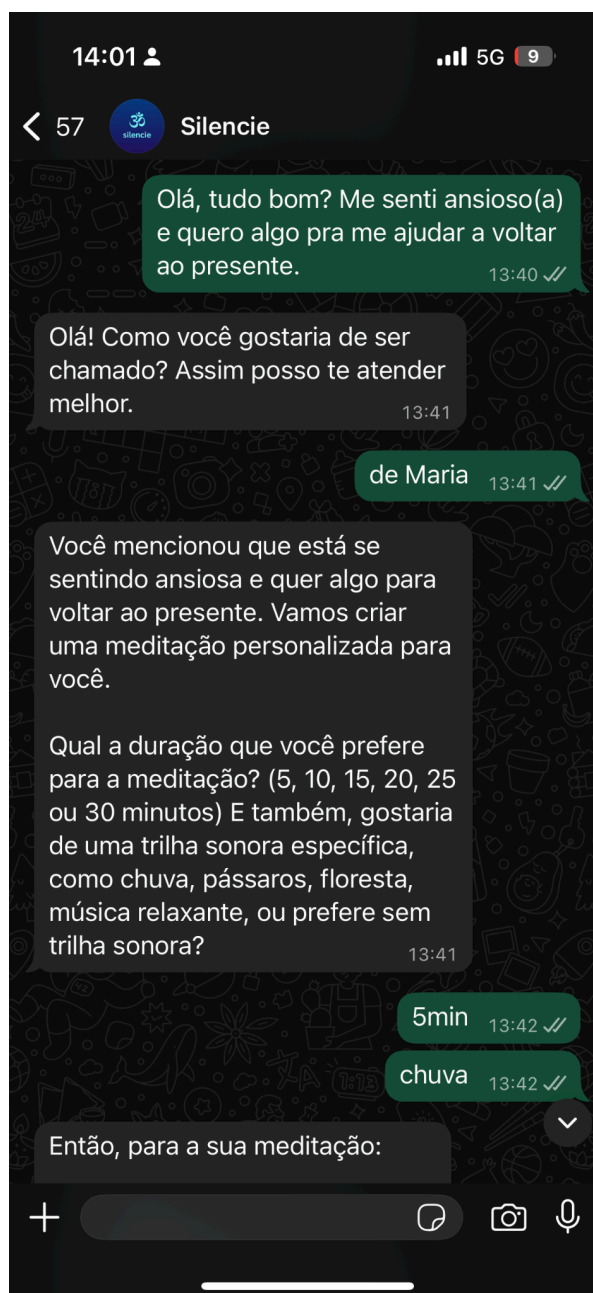 14:01
5G 9
57
silencie
Silencie
Olá, tudo bom? Me senti ansioso(a)
e quero algo pra me ajudar a voltar
ao presente.
13:40
Olá! Como você gostaria de ser
chamado? Assim posso te atender
melhor.
13:41
de Maria
13:41
Você mencionou que está se
sentindo ansiosa e quer algo para
voltar ao presente. Vamos criar
uma meditação personalizada para
você.
Qual a duração que você prefere
para a meditação? (5, 10, 15, 20, 25
ou 30 minutos) E também, gostaria
de uma trilha sonora específica,
como chuva, pássaros, floresta,
música relaxante, ou prefere sem
trilha sonora?
13:41
5min
13:42
chuva
13:42
Então, para a sua meditação: